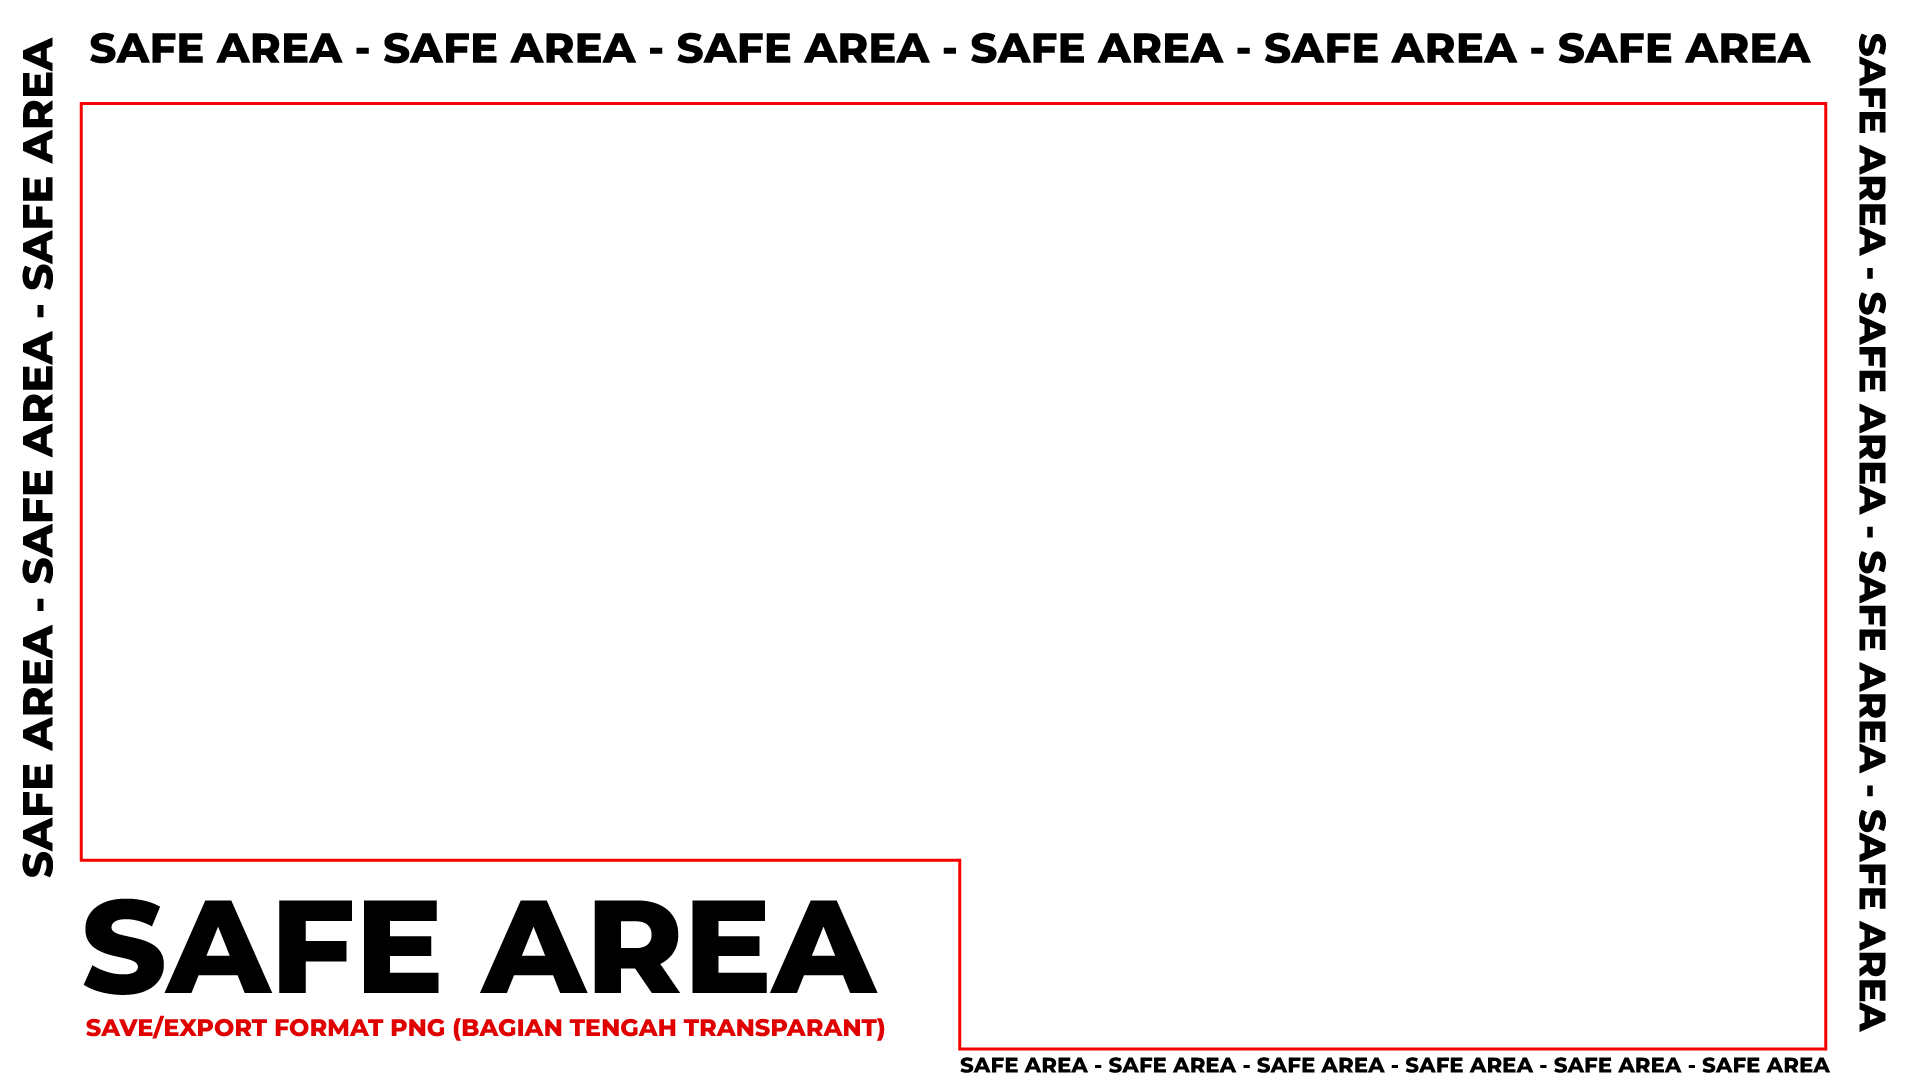 SAFE AREA - SAFE AREA - SAFE AREA - SAFE AREA - SAFE AREA - SAFE AREA
SAFE AREA - SAFE AREA - SAFE AREA
SAFE AREA - SAFE AREA - SAFE AREA - SAFE AREA
SAFE AREA
SAVE/EXPORT FORMAT PNG (BAGIAN TENGAH TRANSPARANT)
SAFE AREA - SAFE AREA - SAFE AREA - SAFE AREA - SAFE AREA - SAFE AREA